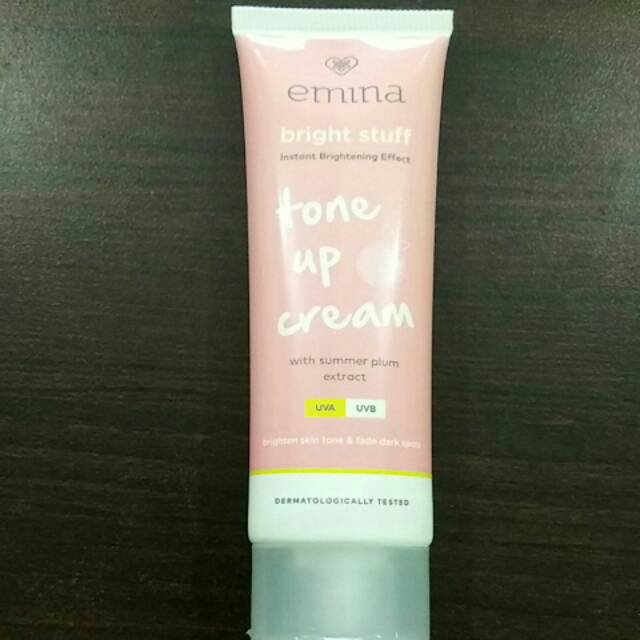 emina
bright stuff
Instant Brightening Effect
tone
up
cream
with summer plum
extract
UVA UVB
brighten skin tone & fade dark spots
DERMATOLOGICALLY TESTED